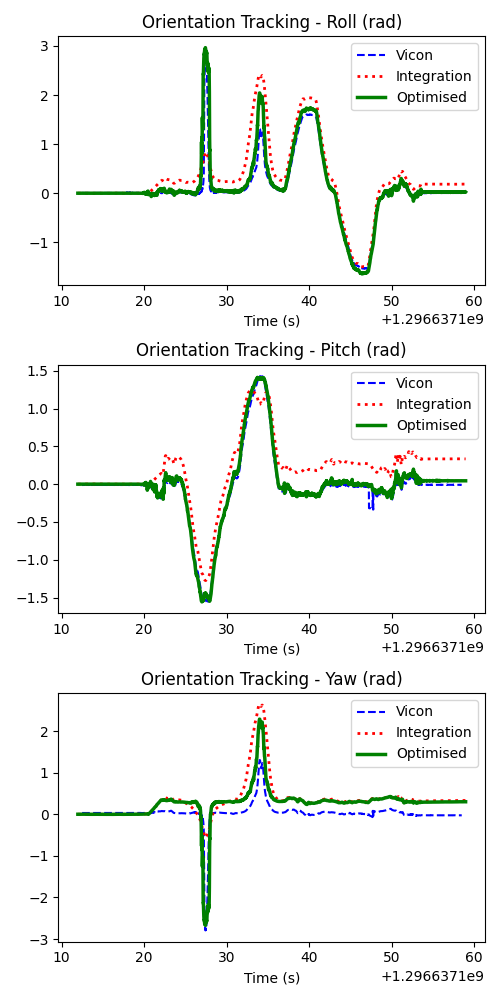 Orientation Tracking - Roll (rad)
3
2
1
0
−1
Vicon
Integration
Optimised
10 20 30 40 50 60
Time (s)
+1.2966371e9
Orientation Tracking - Pitch (rad)
1.5
1.0
0.5
0.0
−0.5
−1.0
−1.5
Vicon
Integration
Optimised
10 20 30 40 50 60
Time (s)
+1.2966371e9
Orientation Tracking - Yaw (rad)
2
1
0
−1
−2
−3
Vicon
Integration
Optimised
10 20 30 40 50 60
Time (s)
+1.2966371e9